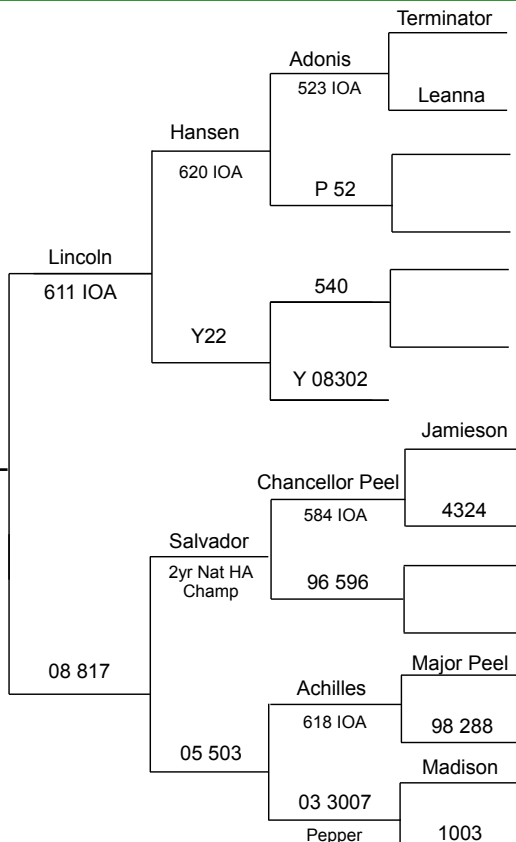 Terminator
Adonis
523 IOA
Leanna
Hansen
620 IOA
P 52
Lincoln
611 IOA
540
Y22
Y 08302
Jamieson
Chancellor Peel
584 IOA
4324
Salvador
2yr Nat HA
Champ
96 596
08 817
Major Peel
Achilles
618 IOA
98 288
05 503
Madison
03 3007
Pepper
1003